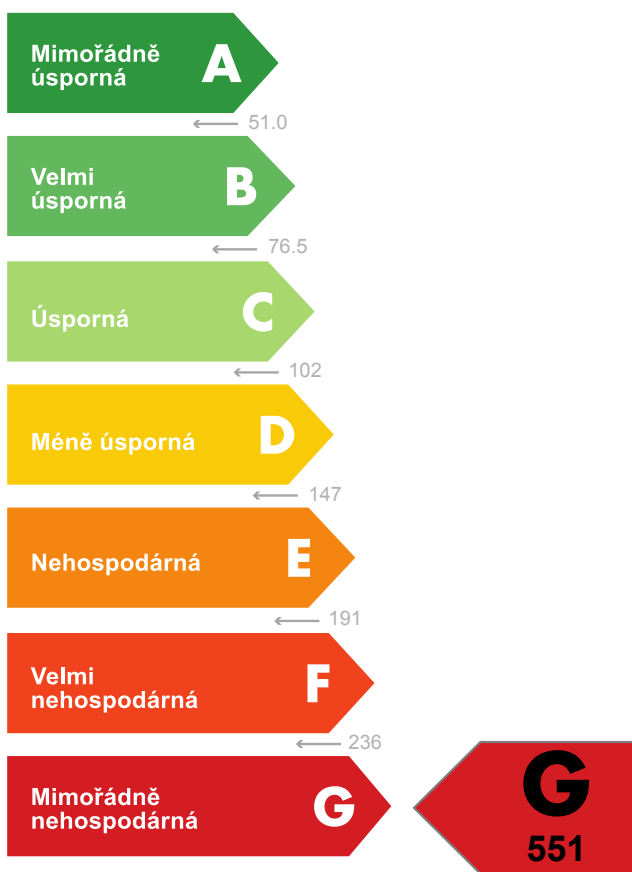 Mimořádně
úsporná
A
51.0
Velmi
úsporná
B
76.5
Úsporná
C
102
Méně úsporná
D
147
Nehospodárná
E
191
Velmi
nehospodárná
F
236
Mimořádně
nehospodárná
G
G
551